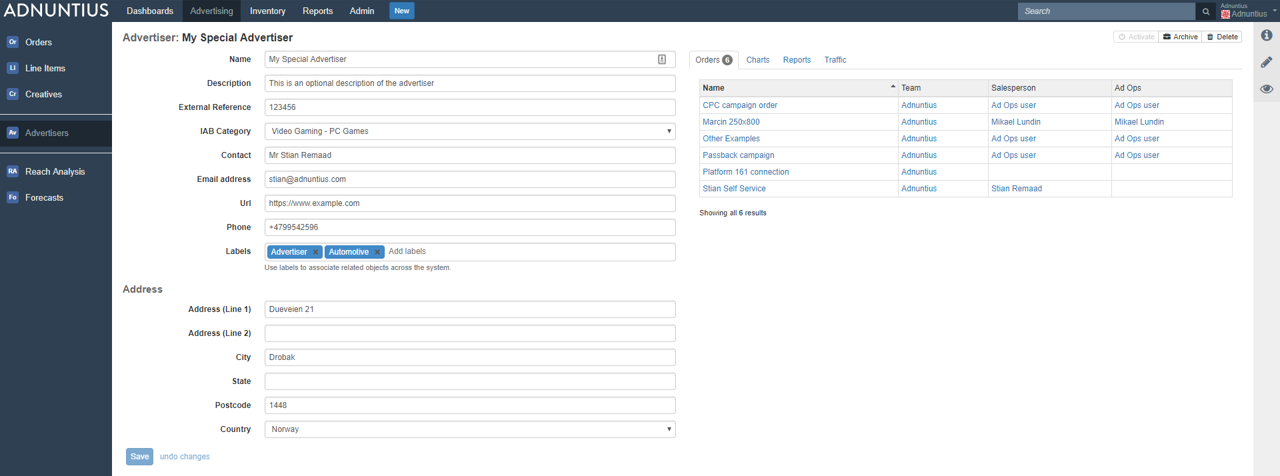 ADNUNTIUS Dashboards Advertising Inventory Reports Admin New Search Adnuntius
Adnuntius
Or Orders
LI Line Items
Cr Creatives
Av Advertisers
RA Reach Analysis
Fo Forecasts
Advertiser: My Special Advertiser
Activate Archive Delete
Name My Special Advertiser
Description This is an optional description of the advertiser
External Reference 123456
IAB Category Video Gaming - PC Games
Contact Mr Stian Remaad
Email address stian@adnuntius.com
Url https://www.example.com
Phone +4799542596
Labels Advertiser × Automotive × Add labels
Use labels to associate related objects across the system.
Address
Address (Line 1) Dueveien 21
Address (Line 2)
City Drobak
State
Postcode 1448
Country Norway
Save undo changes
Orders 6 Charts Reports Traffic
Name Team Salesperson Ad Ops
CPC campaign order Adnuntius Ad Ops user Ad Ops user
Marcin 250x800 Adnuntius Mikael Lundin Mikael Lundin
Other Examples Adnuntius Ad Ops user Ad Ops user
Passback campaign Adnuntius Ad Ops user Ad Ops user
Platform 161 connection Adnuntius
Stian Self Service Adnuntius Stian Remaad
Showing all 6 results